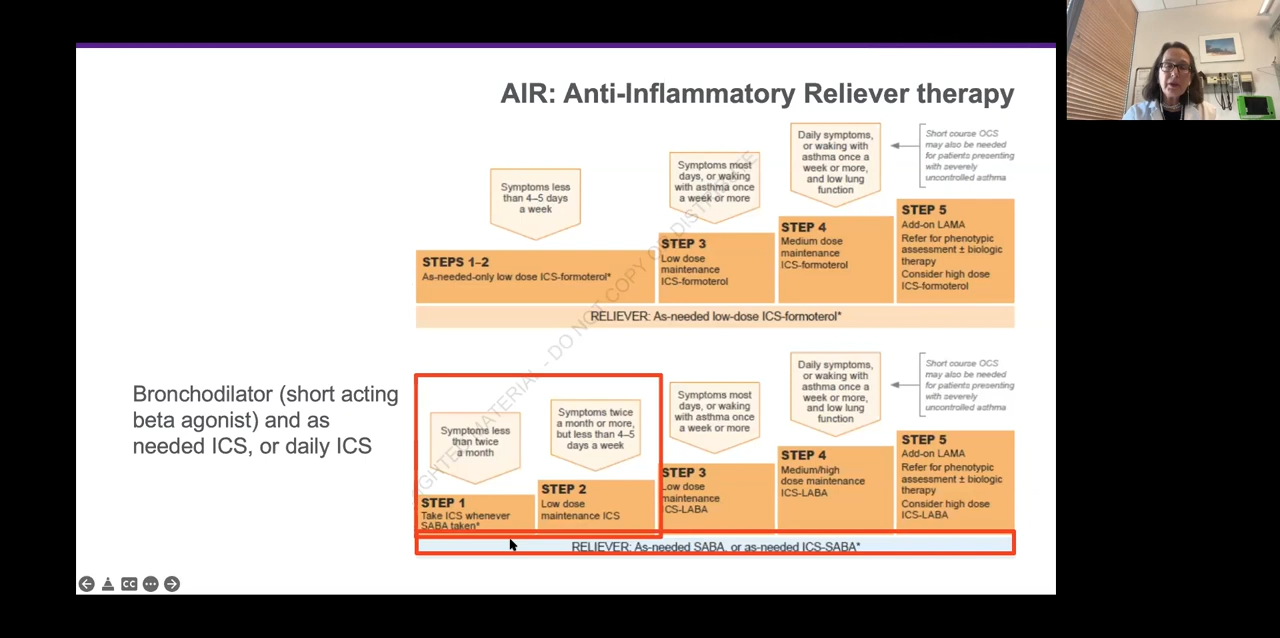 AIR: Anti-Inflammatory Reliever therapy
Symptoms less
than 4–5 days
a week
Symptoms most
days, or waking
with asthma once
a week or more
Daily symptoms,
or waking with
asthma once a
week or more,
and low lung
function
Short course OCS
may also be needed
for patients presenting
with severely
uncontrolled asthma
STEPS 1–2
As-needed-only low dose ICS-formoterol*
STEP 3
Low dose
maintenance
ICS-formoterol
STEP 4
Medium dose
maintenance
ICS-formoterol
STEP 5
Add-on LAMA
Refer for phenotypic
assessment ± biologic
therapy
Consider high dose
ICS-formoterol
RELIEVER: As-needed low-dose ICS-formoterol*
Bronchodilator (short acting
beta agonist) and as
needed ICS, or daily ICS
Symptoms less
than twice
a month
Symptoms twice
a month or more,
but less than 4–5
days a week
Symptoms most
days, or waking
with asthma once
a week or more
Daily symptoms,
or waking with
asthma once a
week or more,
and low lung
function
Short course OCS
may also be needed
for patients presenting
with severely
uncontrolled asthma
STEP 1
Take ICS whenever
SABA taken*
STEP 2
Low dose
maintenance ICS
STEP 3
Low dose
maintenance
ICS-LABA
STEP 4
Medium/high
dose maintenance
ICS-LABA
STEP 5
Add-on LAMA
Refer for phenotypic
assessment ± biologic
therapy
Consider high dose
ICS-LABA
RELIEVER: As-needed SABA, or as-needed ICS-SABA*
MATERIAL - DO NOT COPY OR DISTRIBUTE
CC